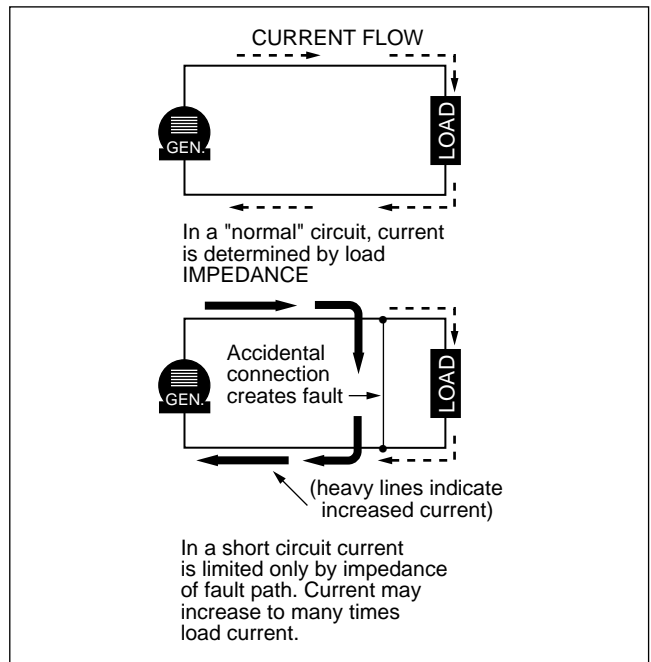 CURRENT FLOW
GEN.
LOAD
In a "normal" circuit, current
is determined by load
IMPEDANCE
Accidental
connection
creates fault
GEN.
LOAD
(heavy lines indicate
increased current)
In a short circuit current
is limited only by impedance
of fault path. Current may
increase to many times
load current.